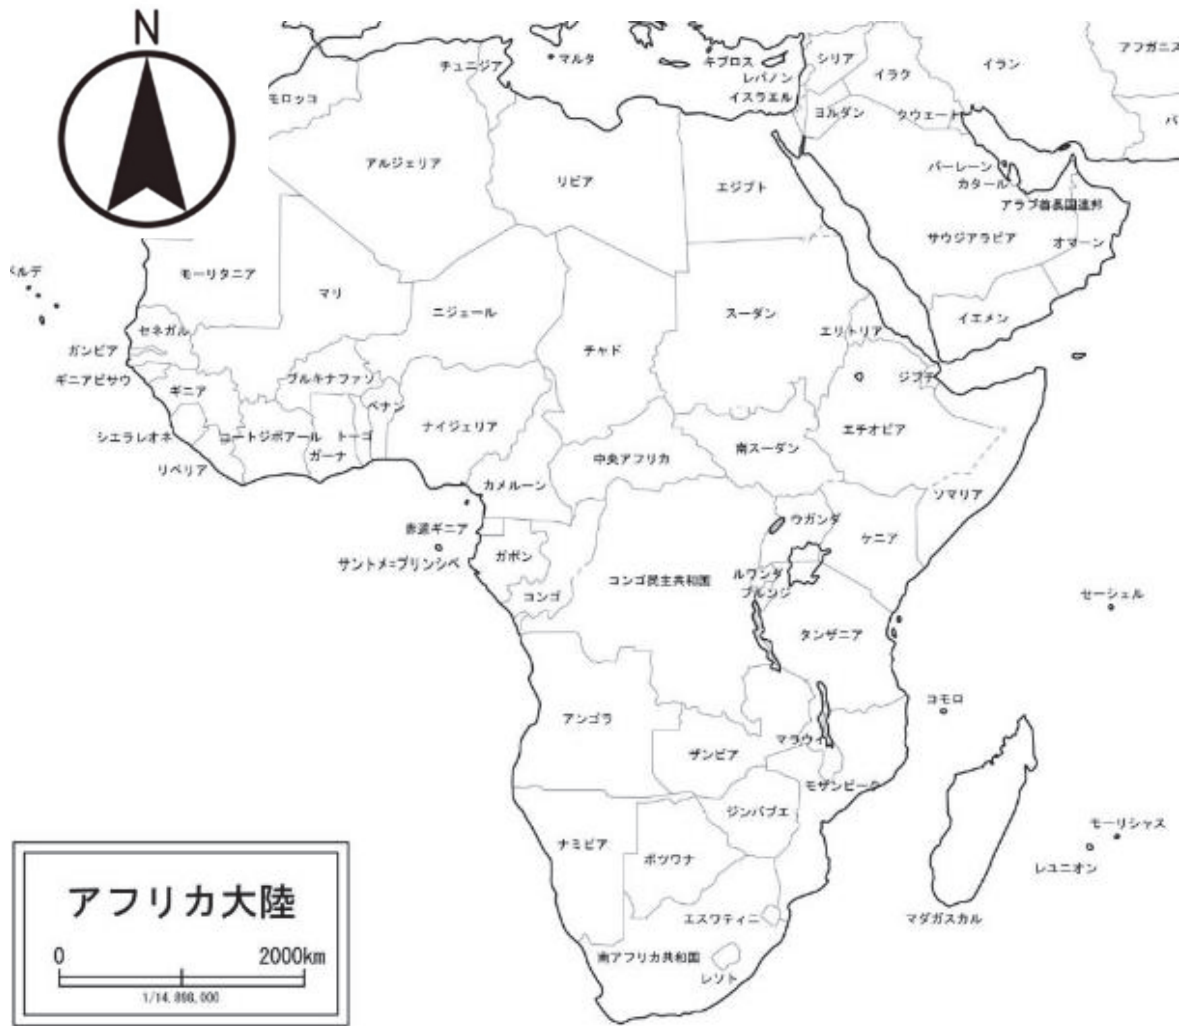 N
チュニジア
マルタ
キプロス
シリア
レバノン
イラク
イラン
アフガニス
モロッコ
イスラエル
ヨルダン
クウェート
バ
アルジェリア
リビア
エジプト
バーレーン
カタール
アラブ首長国連邦
サウジアラビア
オマーン
ベルデ
モーリタニア
マリ
ニジェール
スーダン
イエメン
セネガル
エリトリア
ガンビア
チャド
ギニアビサウ
ギニア
ブルキナファソ
ジブチ
ベナン
シエラレオネ
コートジボアール
トーゴ
ナイジェリア
エチオピア
ガーナ
中央アフリカ
南スーダン
リベリア
カメルーン
ソマリア
赤道ギニア
ウガンダ
ケニア
サントメ=プリンシペ
ガボン
コンゴ
コンゴ民主共和国
ルワンダ
ブルンジ
セーシェル
タンザニア
コモロ
アンゴラ
ザンビア
マラウィ
モザンビーク
ナミビア
ボツワナ
ジンバブエ
モーリシャス
レユニオン
エスワティニ
マダガスカル
南アフリカ共和国
レソト
アフリカ大陸
0 2000km